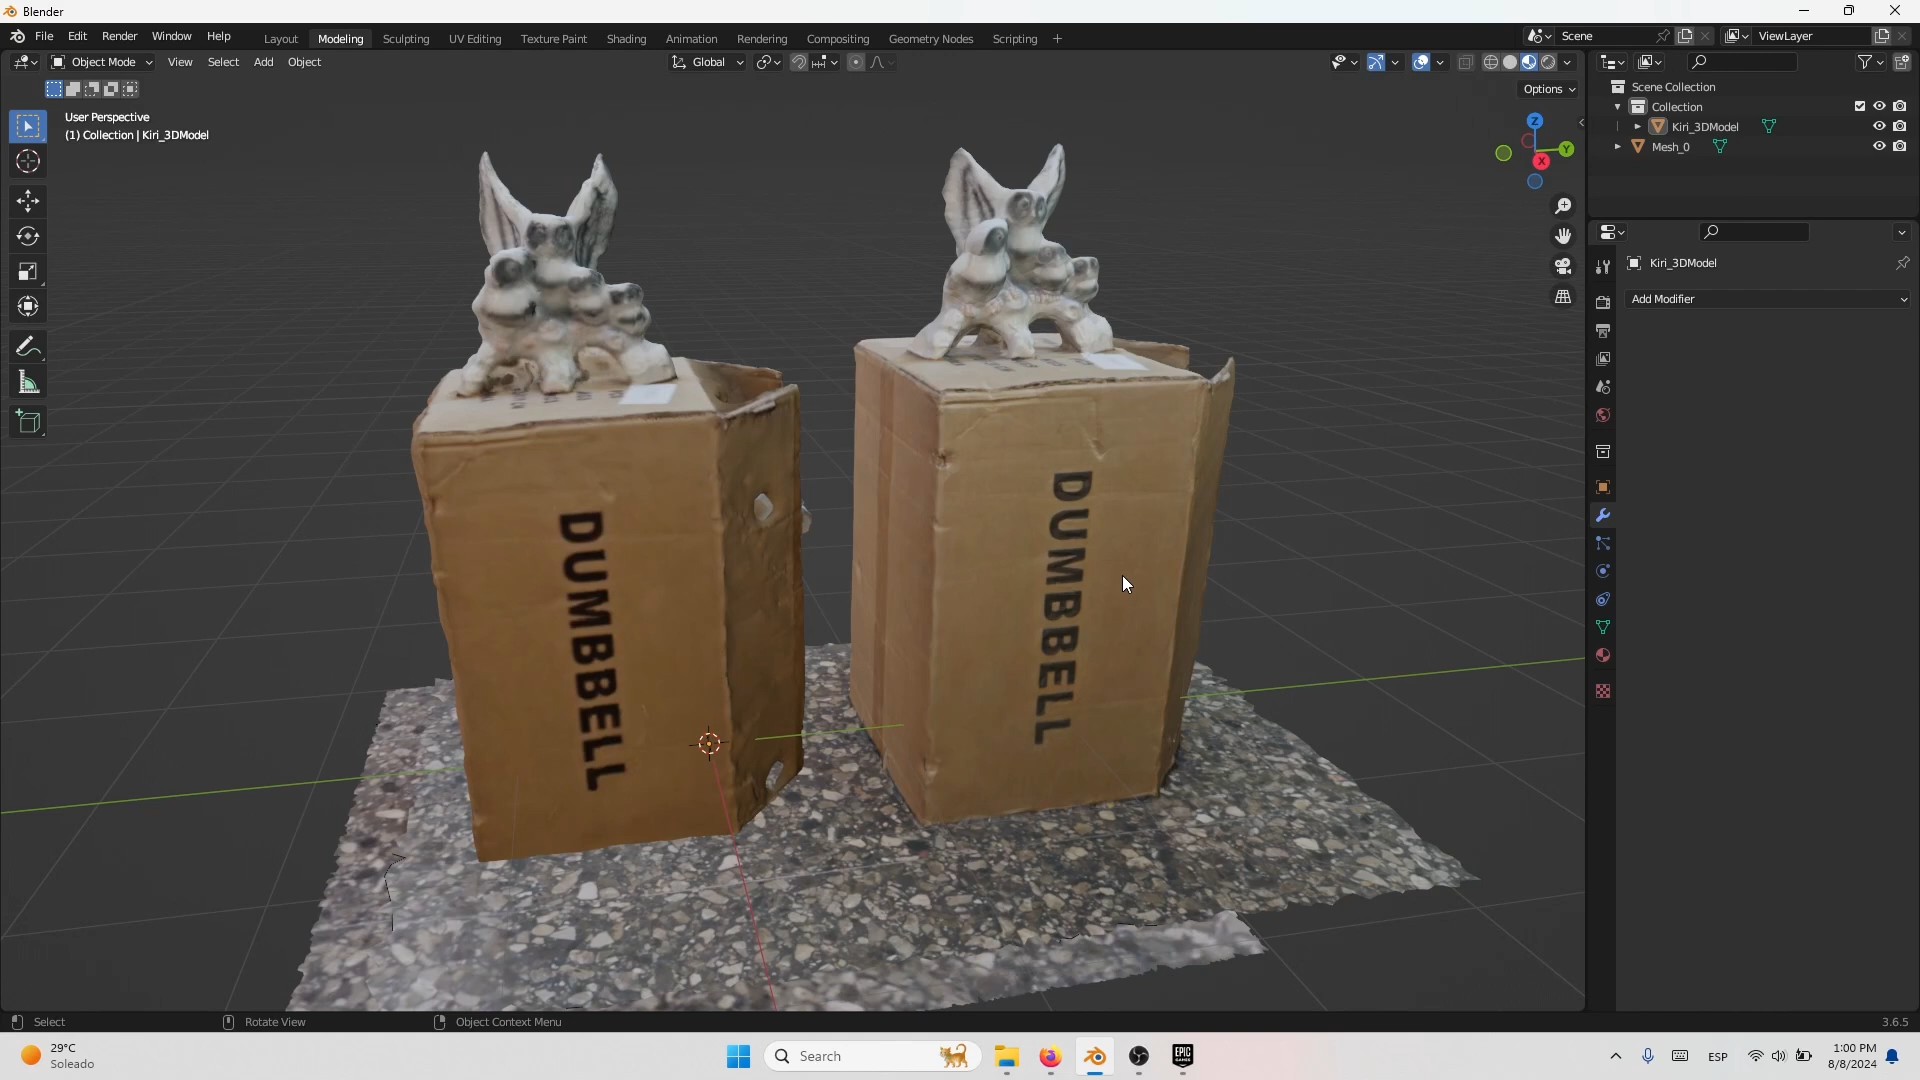 Blender
File Edit Render Window Help Layout Modeling Sculpting UV Editing Texture Paint Shading Animation Rendering Compositing Geometry Nodes Scripting + Scene ViewLayer
Object Mode View Select Add Object Global
Options
User Perspective
(1) Collection | Kiri_3DModel
Z
Y
X
Scene Collection
Collection
Kiri_3DModel
Mesh_0
Kiri_3DModel
Add Modifier
DUMBBELL
DUMBBELL
Select Rotate View Object Context Menu 3.6.5
29°C
Soleado
Search
EPIC
GAMES
ESP
1:00 PM
8/8/2024